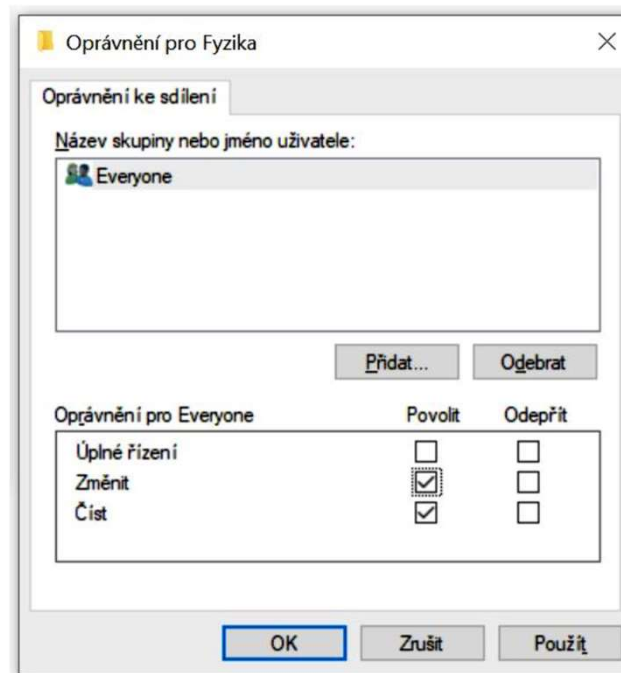 Oprávnění pro Fyzika
Oprávnění ke sdílení
Název skupiny nebo jméno uživatele:
Everyone
Přidat...
Odebrat
Oprávnění pro Everyone Povolit Odepřít
Úplné řízení
Změnit
Číst
OK Zrušit Použít